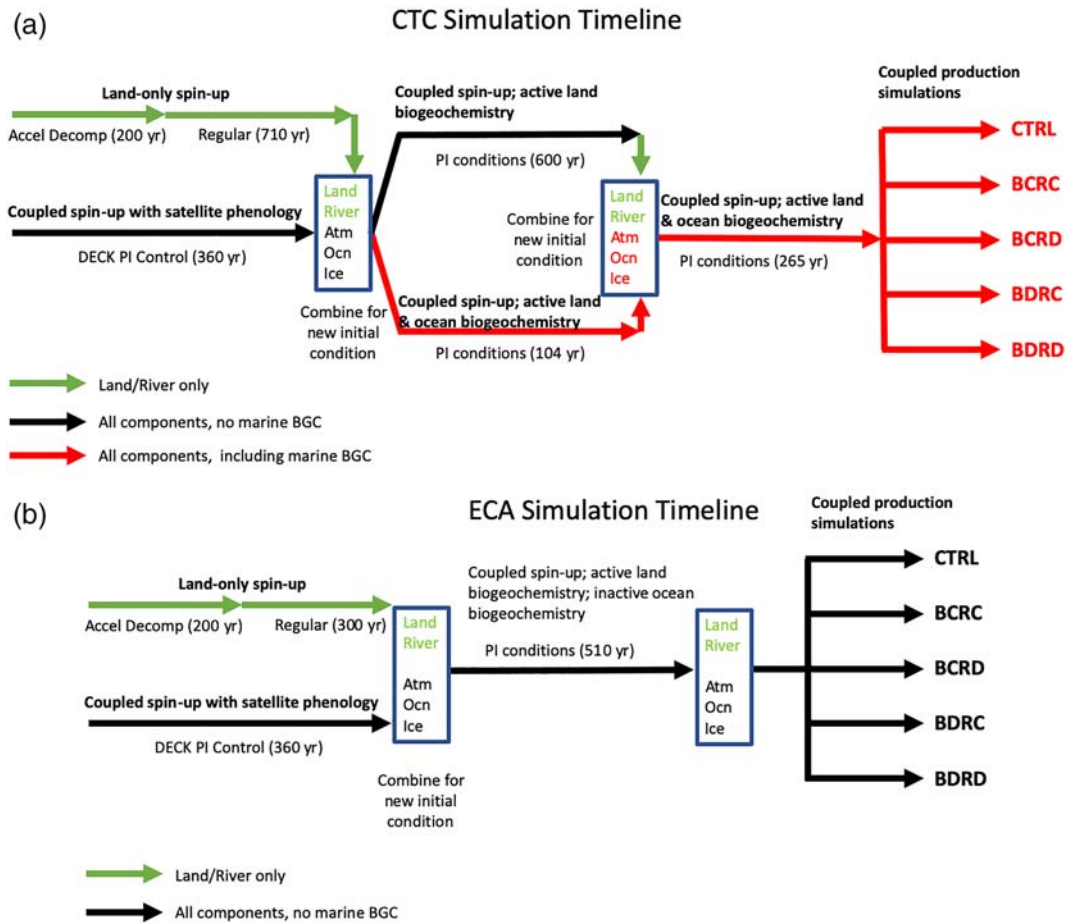 (a)
CTC Simulation Timeline
Land-only spin-up
Accel Decomp (200 yr)
Regular (710 yr)
Coupled spin-up with satellite phenology
DECK PI Control (360 yr)
Land
River
Atm
Ocn
Ice
Combine for
new initial
condition
Coupled spin-up; active land
biogeochemistry
PI conditions (600 yr)
Coupled spin-up; active land
& ocean biogeochemistry
PI conditions (104 yr)
Combine for
new initial
condition
Land
River
Atm
Ocn
Ice
Coupled spin-up; active land
& ocean biogeochemistry
PI conditions (265 yr)
Coupled production
simulations
CTRL
BCRC
BCRD
BDRC
BDRD
Land/River only
All components, no marine BGC
All components, including marine BGC
(b)
ECA Simulation Timeline
Land-only spin-up
Accel Decomp (200 yr)
Regular (300 yr)
Coupled spin-up with satellite phenology
DECK PI Control (360 yr)
Land
River
Atm
Ocn
Ice
Combine for
new initial
condition
Coupled spin-up; active land
biogeochemistry; inactive ocean
biogeochemistry
PI conditions (510 yr)
Land
River
Atm
Ocn
Ice
Coupled production
simulations
CTRL
BCRC
BCRD
BDRC
BDRD
Land/River only
All components, no marine BGC